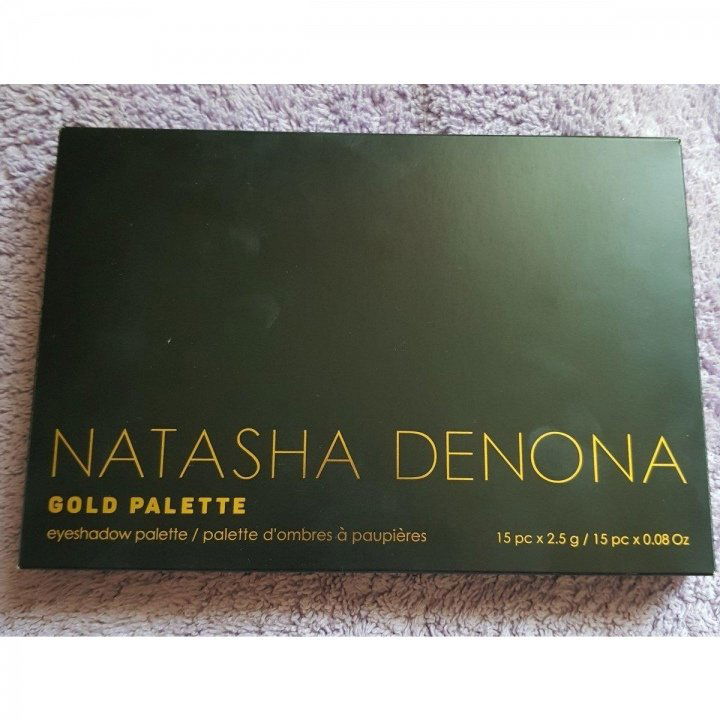 NATASHA DENONA
GOLD PALETTE
eyeshadow palette / palette d'ombres à paupières
15 pc x 2.5 g / 15 pc x 0.08 Oz